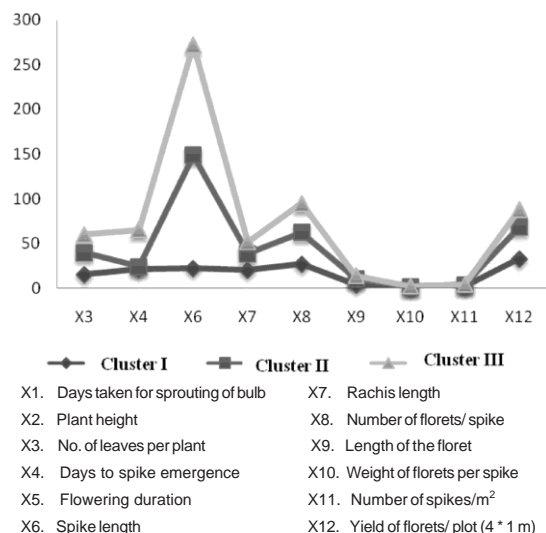 300
250
200
150
100
50
0
X3 X4 X6 X7 X8 X9 X10 X11 X12
Cluster I Cluster II Cluster III
X1. Days taken for sprouting of bulb
X2. Plant height
X3. No. of leaves per plant
X4. Days to spike emergence
X5. Flowering duration
X6. Spike length
X7. Rachis length
X8. Number of florets/ spike
X9. Length of the floret
X10. Weight of florets per spike
X11. Number of spikes/m²
X12. Yield of florets/ plot (4 * 1 m)